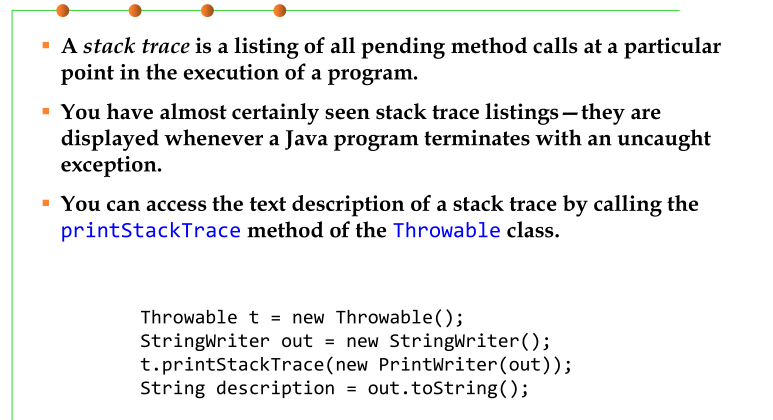 A stack trace is a listing of all pending method calls at a particular
point in the execution of a program.
You have almost certainly seen stack trace listings—they are
displayed whenever a Java program terminates with an uncaught
exception.
You can access the text description of a stack trace by calling the
printStackTrace method of the Throwable class.
Throwable t = new Throwable();
StringWriter out = new StringWriter();
t.printStackTrace(new PrintWriter(out));
String description = out.toString();